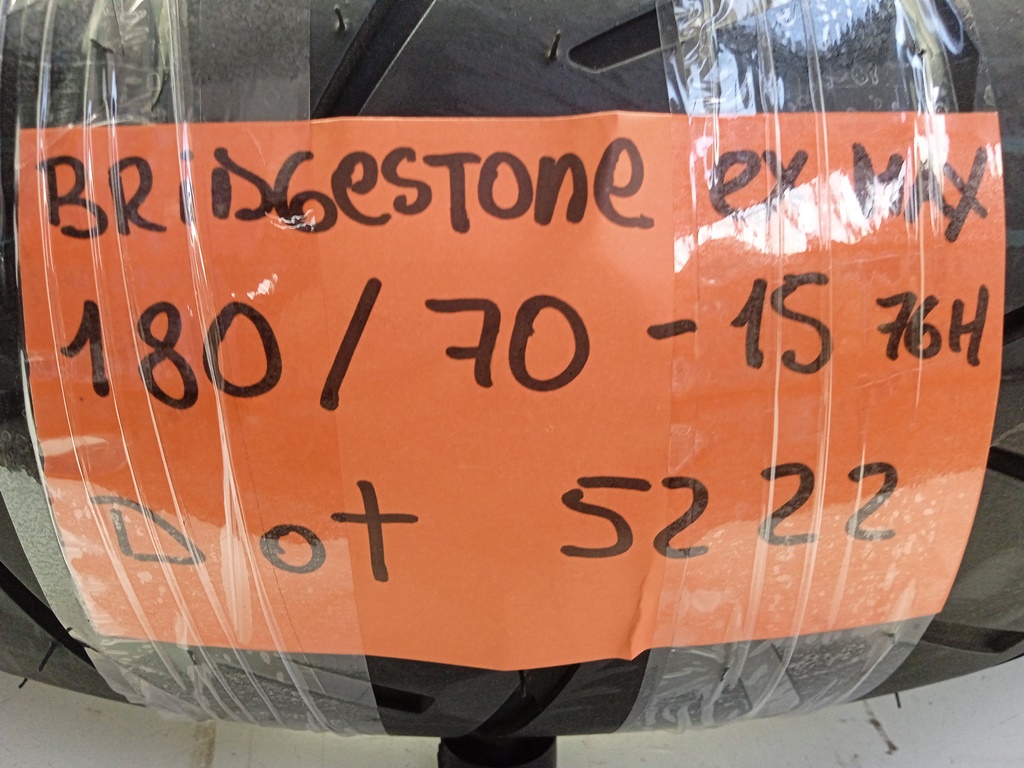 BRiDGesTone ex MAX
180/70-15 76H
Dot 5222